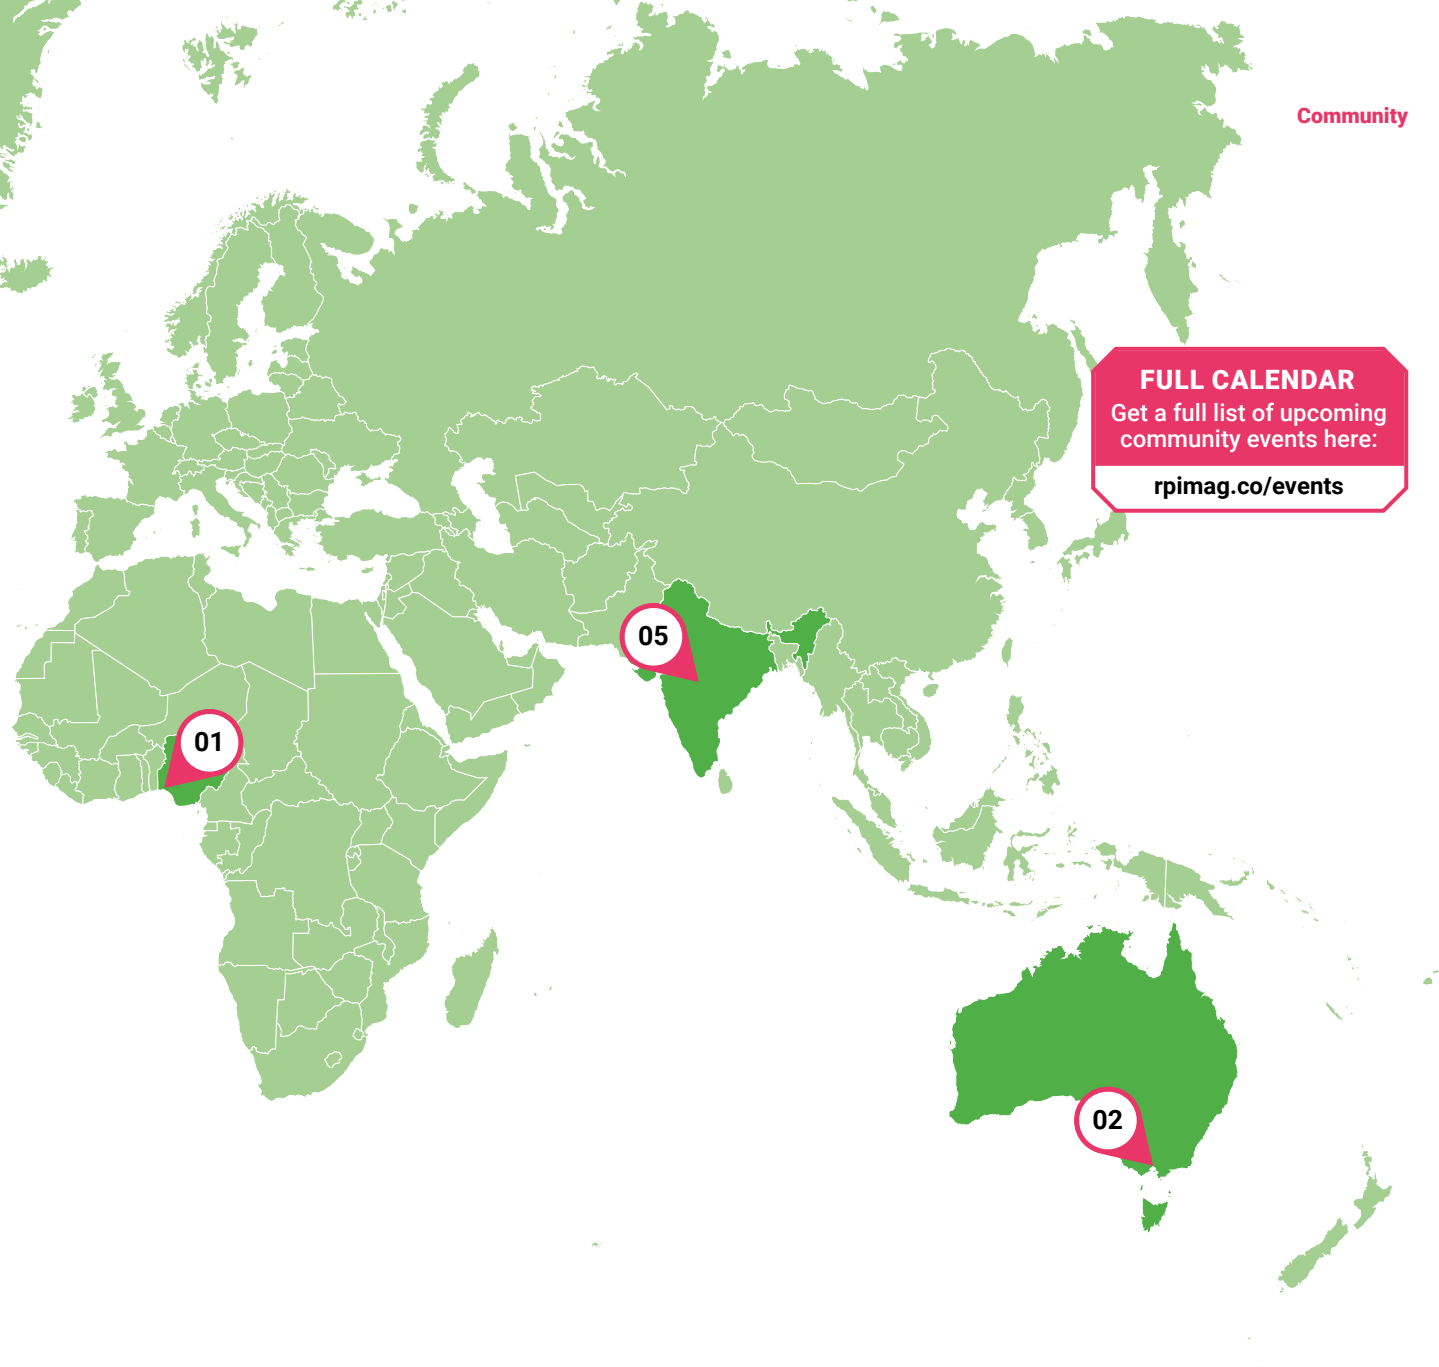 Community
FULL CALENDAR
Get a full list of upcoming
community events here:
rpimag.co/events
05
01
02